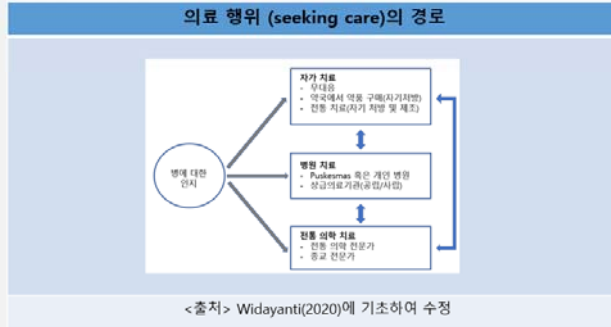 의료 행위 (seeking care)의 경로
병에 대한
인지
자가 치료
- 무대응
- 약국에서 약품 구매(자기처방)
- 전통 치료(자기 처방 및 제조)
병원 치료
- Puskesmas 혹은 개인 병원
- 상급의료기관(공립/사립)
전통 의학 치료
- 전통 의학 전문가
- 종교 전문가
<출처> Widayanti(2020)에 기초하여 수정